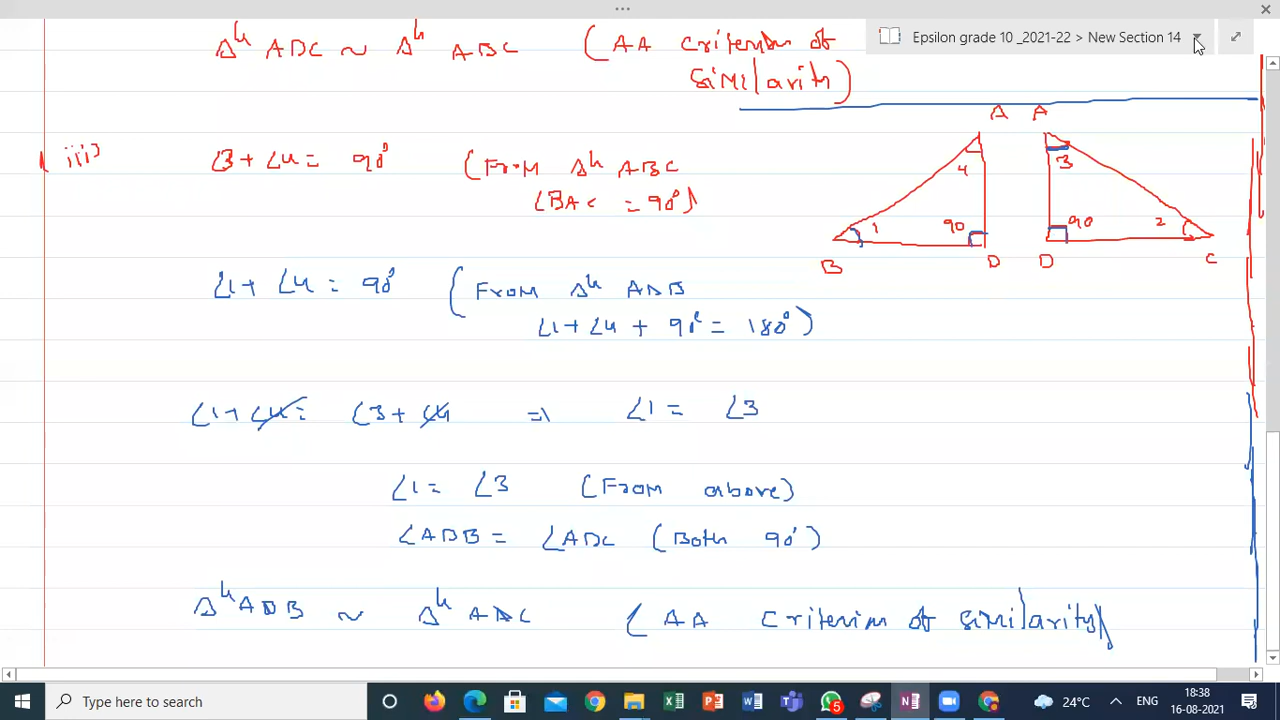 Δle ADC ~ Δle ABC (AA criterion of
similarity)
Epsilon grade 10 _2021-22 > New Section 14
iii)
∠3 + ∠4 = 90° (From Δle ABC
∠BAC = 90°)
A A
4 3
1 90 90 2
B D D C
∠1 + ∠4 = 90° (From Δle ADB
∠1 + ∠4 + 90° = 180°)
∠1 + ∠4 = ∠3 + ∠4 ⇒ ∠1 = ∠3
∠1 = ∠3 (From above)
∠ADB = ∠ADC (Both 90°)
Δle ADB ~ Δle ADC (AA criterion of similarity)
Type here to search
5
24°C
ENG
18:38
16-08-2021